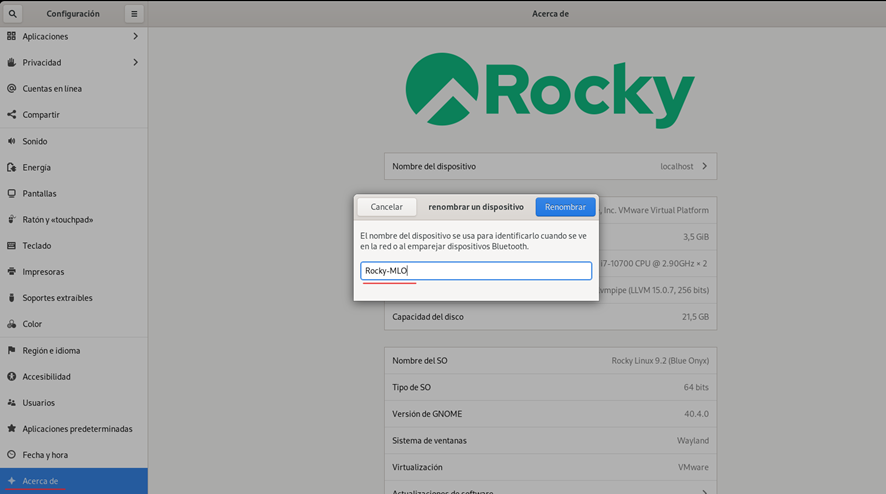 Configuración
Acerca de
Aplicaciones
Privacidad
Cuentas en línea
Compartir
Sonido
Energía
Pantallas
Ratón y «touchpad»
Teclado
Impresoras
Soportes extraíbles
Color
Región e idioma
Accesibilidad
Usuarios
Aplicaciones predeterminadas
Fecha y hora
Acerca de
Rocky
Nombre del dispositivo localhost
, Inc. VMware Virtual Platform
3,5 GiB
i7-10700 CPU @ 2.90GHz × 2
vmpipe (LLVM 15.0.7, 256 bits)
Capacidad del disco 21,5 GB
Nombre del SO Rocky Linux 9.2 (Blue Onyx)
Tipo de SO 64 bits
Versión de GNOME 40.4.0
Sistema de ventanas Wayland
Virtualización VMware
Actualizaciones de software
Cancelar renombrar un dispositivo Renombrar
El nombre del dispositivo se usa para identificarlo cuando se ve
en la red o al emparejar dispositivos Bluetooth.
Rocky-MLO